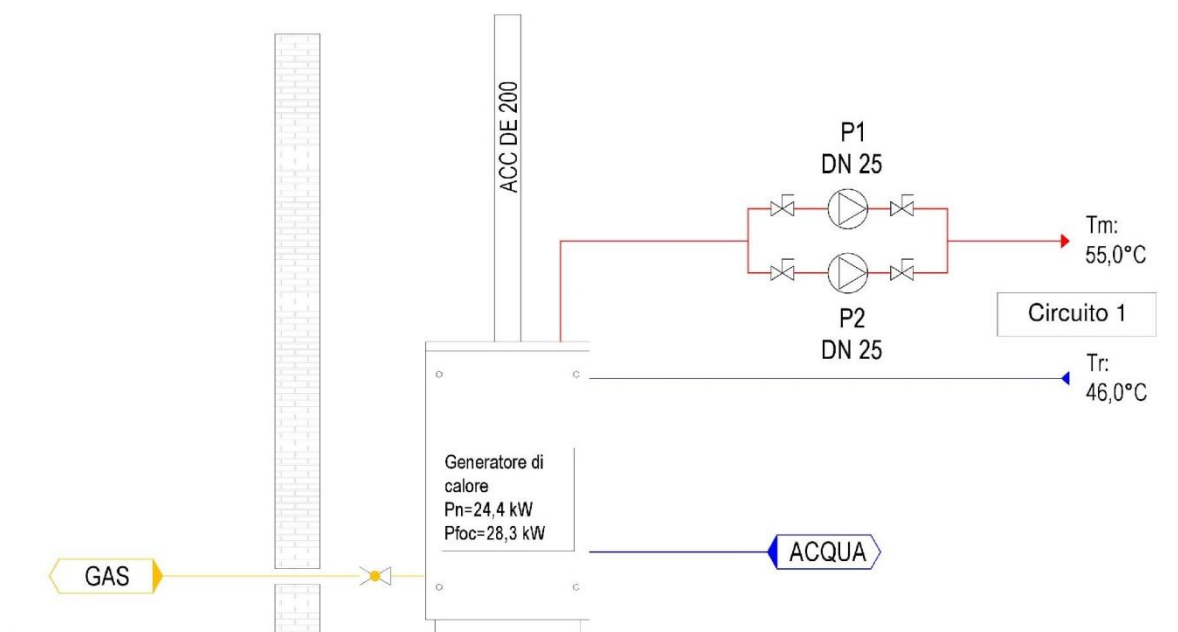 ACC DE 200
P1
DN 25
Tm:
55,0°C
P2
DN 25
Circuito 1
Tr:
46,0°C
Generatore di
calore
Pn=24,4 kW
Pfoc=28,3 kW
ACQUA
GAS